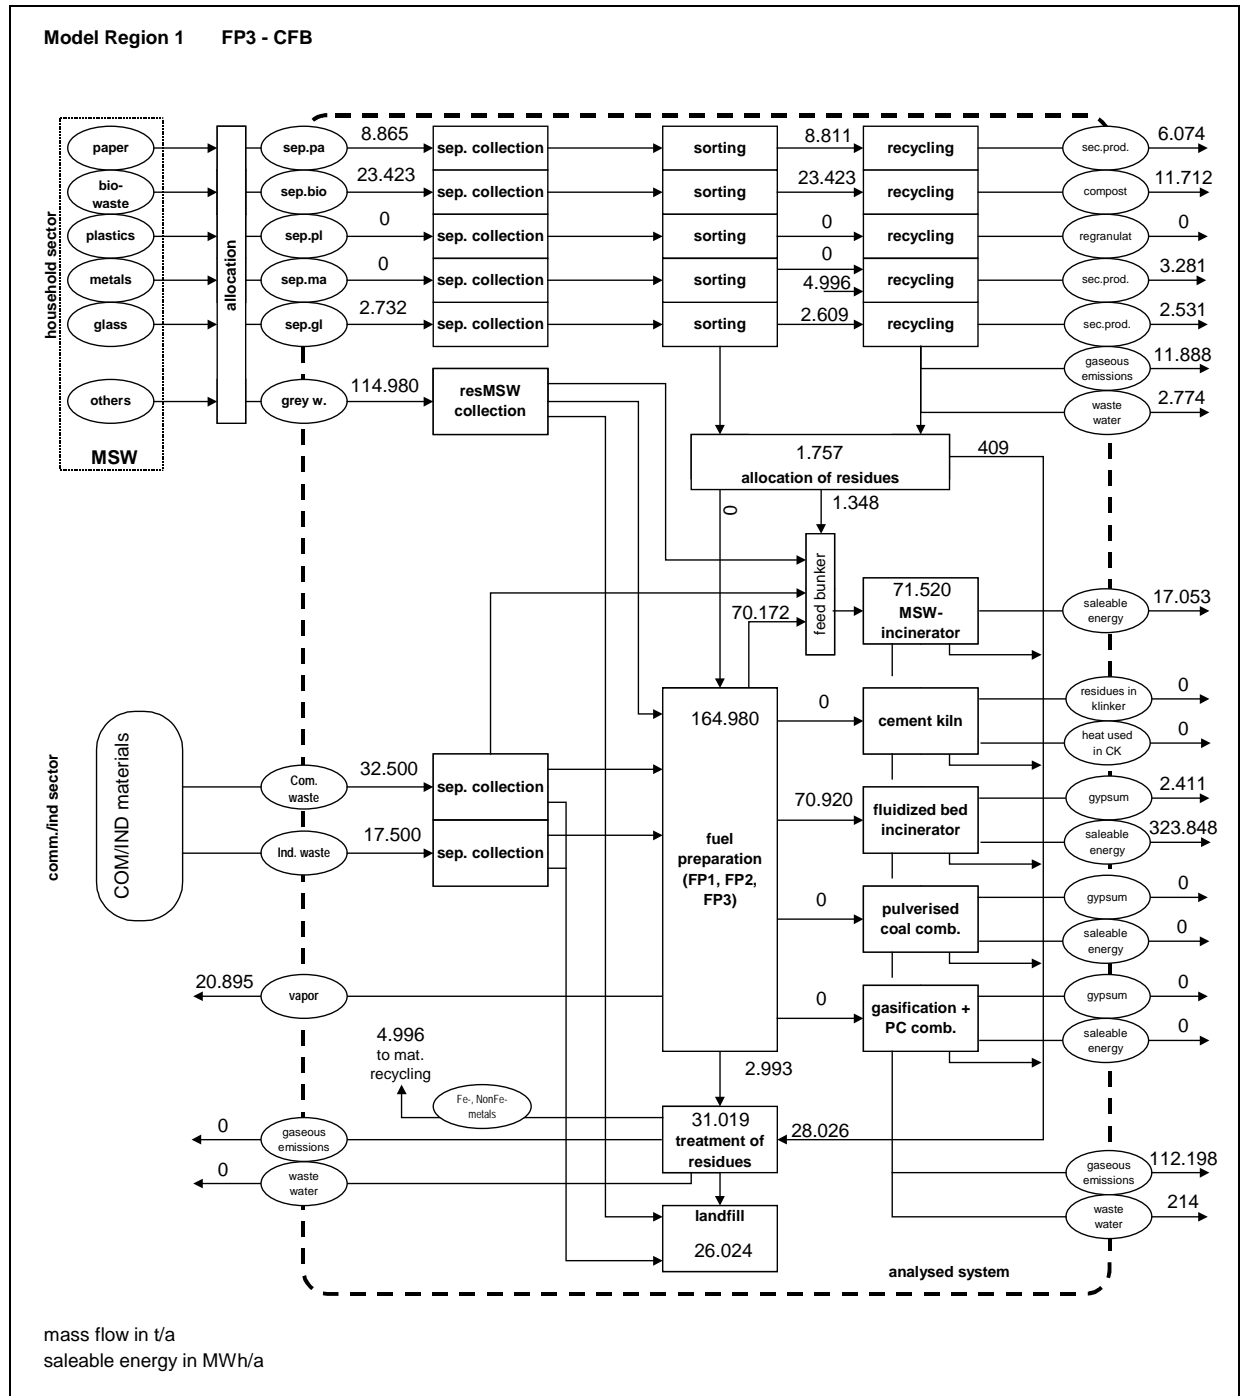 Model Region 1 FP3 - CFB
household sector
paper
bio-
waste
plastics
metals
glass
others
MSW
allocation
sep.pa
8.865
sep. collection
sorting
8.811
recycling
sec.prod.
6.074
sep.bio
23.423
sep. collection
sorting
23.423
recycling
compost
11.712
sep.pl
0
sep. collection
sorting
0
recycling
regranulat
0
sep.ma
0
sep. collection
sorting
0
4.996
recycling
sec.prod.
3.281
sep.gl
2.732
sep. collection
sorting
2.609
recycling
sec.prod.
2.531
gaseous
emissions
11.888
waste
water
2.774
grey w.
114.980
resMSW
collection
1.757
allocation of residues
409
0
1.348
feed bunker
70.172
71.520
MSW-
incinerator
saleable
energy
17.053
comm./ind sector
COM/IND materials
Com.
waste
32.500
sep. collection
Ind. waste
17.500
sep. collection
164.980
fuel
preparation
(FP1, FP2,
FP3)
0
cement kiln
residues in
klinker
0
heat used
in CK
0
70.920
fluidized bed
incinerator
gypsum
2.411
saleable
energy
323.848
0
pulverised
coal comb.
gypsum
0
saleable
energy
0
0
gasification +
PC comb.
gypsum
0
saleable
energy
0
20.895
vapor
4.996
to mat.
recycling
Fe-, NonFe-
metals
2.993
31.019
treatment of
residues
28.026
0
gaseous
emissions
0
waste
water
landfill
26.024
gaseous
emissions
112.198
waste
water
214
analysed system
mass flow in t/a
saleable energy in MWh/a